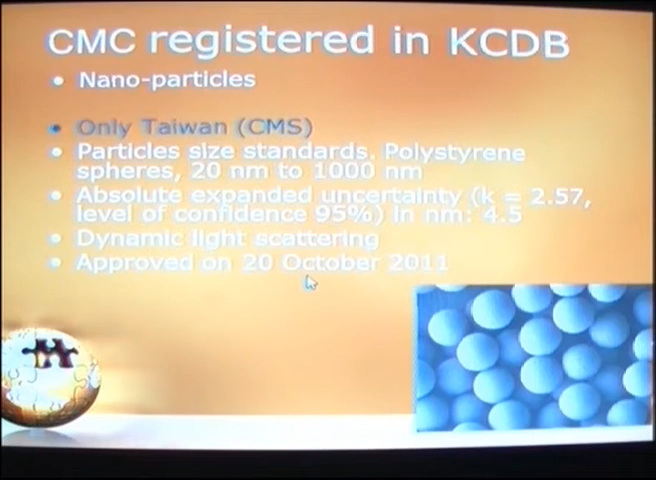 CMC registered in KCDB
• Nano-particles
• Only Taiwan (CMS)
• Particles size standards. Polystyrene
spheres, 20 nm to 1000 nm
• Absolute expanded uncertainty (k = 2.57,
level of confidence 95%) in nm: 4.5
• Dynamic light scattering
• Approved on 20 October 2011